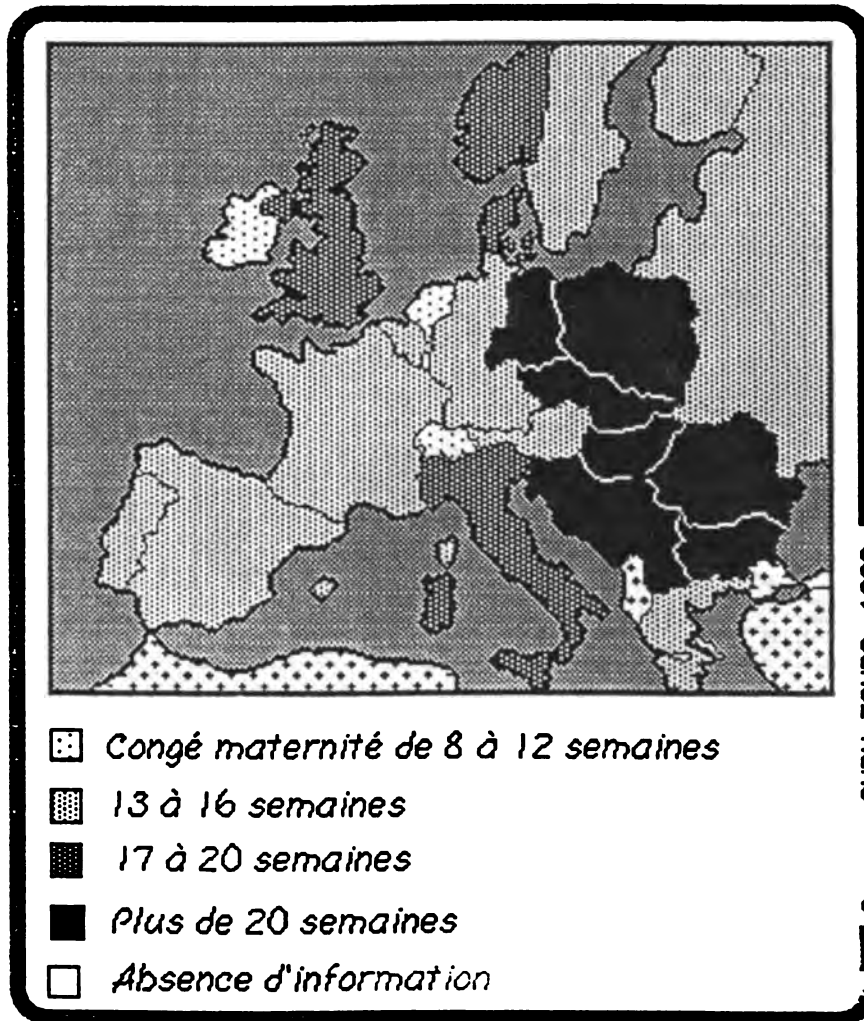 Congé maternité de 8 à 12 semaines
13 à 16 semaines
17 à 20 semaines
Plus de 20 semaines
Absence d'information